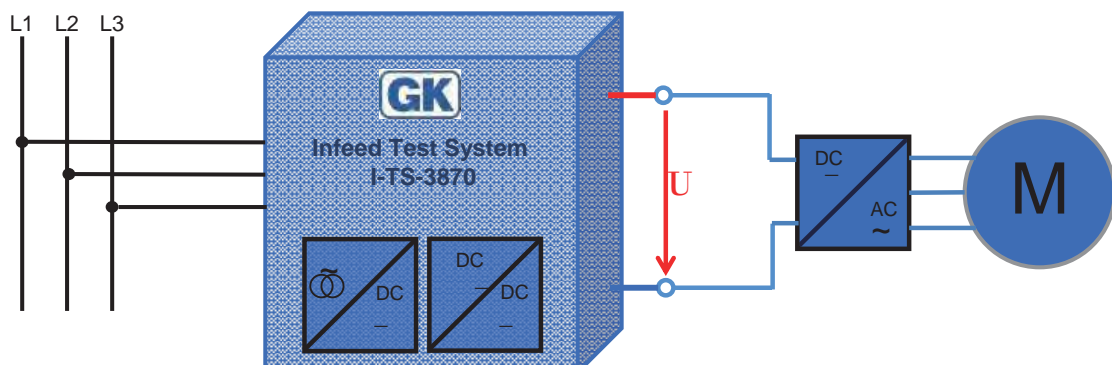 L1 L2 L3
GK
Infeed Test System
I-TS-3870
U
DC
AC
~
M
~
DC
DC
DC